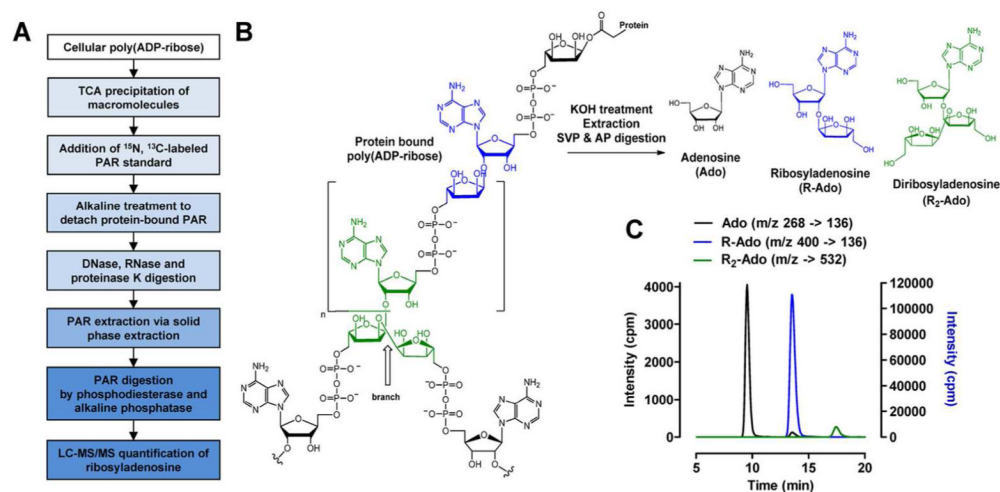 A
Cellular poly(ADP-ribose)
TCA precipitation of
macromolecules
Addition of ¹⁵N, ¹³C-labeled
PAR standard
Alkaline treatment to
detach protein-bound PAR
DNase, RNase and
proteinase K digestion
PAR extraction via solid
phase extraction
PAR digestion
by phosphodiesterase and
alkaline phosphatase
LC-MS/MS quantification of
ribosyladenosine
B
Protein
Protein bound
poly(ADP-ribose)
n
branch
KOH treatment
Extraction
SVP & AP digestion
Adenosine
(Ado)
Ribosyladenosine
(R-Ado)
Diribosyladenosine
(R₂-Ado)
C
Ado (m/z 268 -> 136)
R-Ado (m/z 400 -> 136)
R₂-Ado (m/z -> 532)
Intensity (cpm)
4000
3000
2000
1000
0
120000
100000
80000
60000
40000
20000
0
Intensity
(cpm)
5
10
15
20
Time (min)